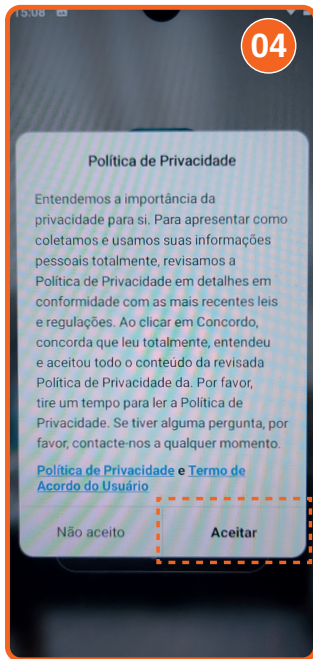 15:08
04
Política de Privacidade
Entendemos a importância da
privacidade para si. Para apresentar como
coletamos e usamos suas informações
pessoais totalmente, revisamos a
Política de Privacidade em detalhes em
conformidade com as mais recentes leis
e regulações. Ao clicar em Concordo,
concorda que leu totalmente, entendeu
e aceitou todo o conteúdo da revisada
Política de Privacidade da. Por favor,
tire um tempo para ler a Política de
Privacidade. Se tiver alguma pergunta, por
favor, contacte-nos a qualquer momento.
Política de Privacidade e Termo de
Acordo do Usuário
Não aceito Aceitar